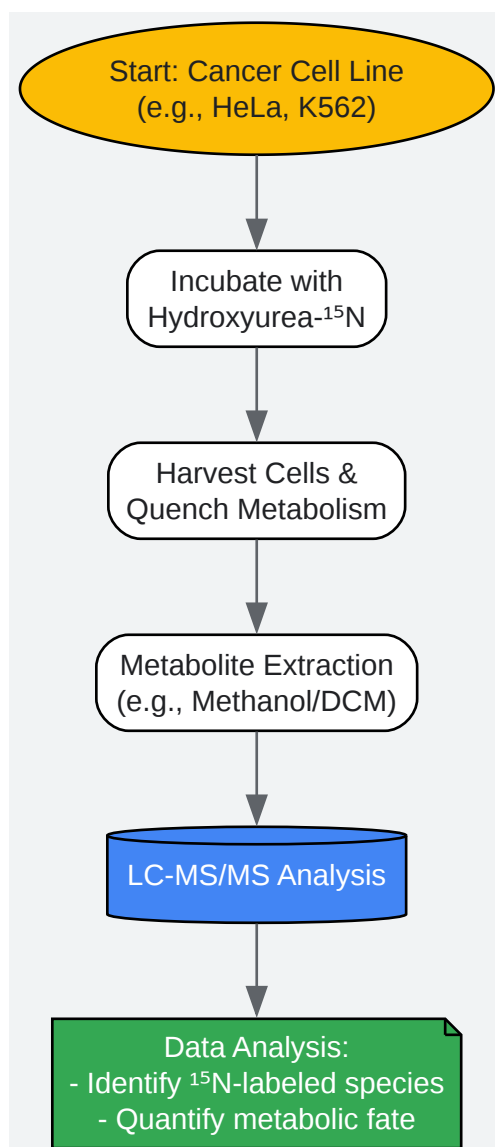 Start: Cancer Cell Line
(e.g., HeLa, K562)
Incubate with
Hydroxyurea-¹⁵N
Harvest Cells &
Quench Metabolism
Metabolite Extraction
(e.g., Methanol/DCM)
LC-MS/MS Analysis
Data Analysis:
- Identify ¹⁵N-labeled species
- Quantify metabolic fate